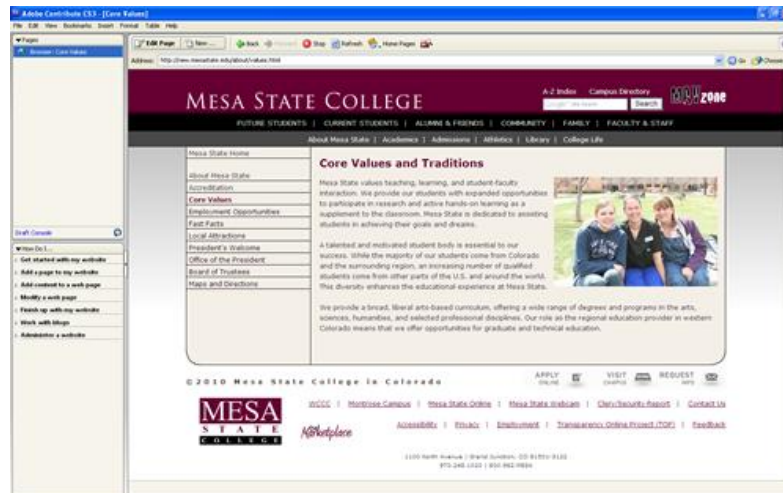 Adobe Contribute CS3 - [Core Values]
File Edit View Bookmarks Insert Format Table Help
Pages
Browser: Core Values
Edit Page New ... Back Forward Stop Refresh Home Pages
Address: http://new.mesastate.edu/about/values.html Go Choose
MESA STATE COLLEGE
A-Z Index Campus Directory
Search
MAVzone
FUTURE STUDENTS | CURRENT STUDENTS | ALUMNI & FRIENDS | COMMUNITY | FAMILY | FACULTY & STAFF
About Mesa State | Academics | Admissions | Athletics | Library | College Life
Mesa State Home
About Mesa State
Accreditation
Core Values
Employment Opportunities
Fast Facts
Local Attractions
President's Welcome
Office of the President
Board of Trustees
Maps and Directions
Core Values and Traditions
Mesa State values teaching, learning, and student-faculty
interaction. We provide our students with expanded opportunities
to participate in research and active hands-on learning as a
supplement to the classroom. Mesa State is dedicated to assisting
students in achieving their goals and dreams.
A talented and motivated student body is essential to our
success. While the majority of our students come from Colorado
and the surrounding region, an increasing number of qualified
students come from other parts of the U.S. and around the world.
This diversity enhances the educational experience at Mesa State.
We provide a broad, liberal arts-based curriculum, offering a wide range of degrees and programs in the arts,
sciences, humanities, and selected professional disciplines. Our role as the regional education provider in western
Colorado means that we offer opportunities for graduate and technical education.
Draft Console
How Do I...
Get started with my website
Add a page to my website
Add content to a web page
Modify a web page
Finish up with my website
Work with blogs
Administer a website
©2010 Mesa State College in Colorado
APPLY ONLINE VISIT CAMPUS REQUEST INFO
WCCC | Montrose Campus | Mesa State Online | Mesa State Webcam | Clery/Security Report | Contact Us
MESA
STATE
COLLEGE
Marketplace
Accessibility | Privacy | Employment | Transparency Online Project (TOP) | Feedback
1100 North Avenue | Grand Junction, CO 81501-3122
970.248.1020 | 800.982.MESA